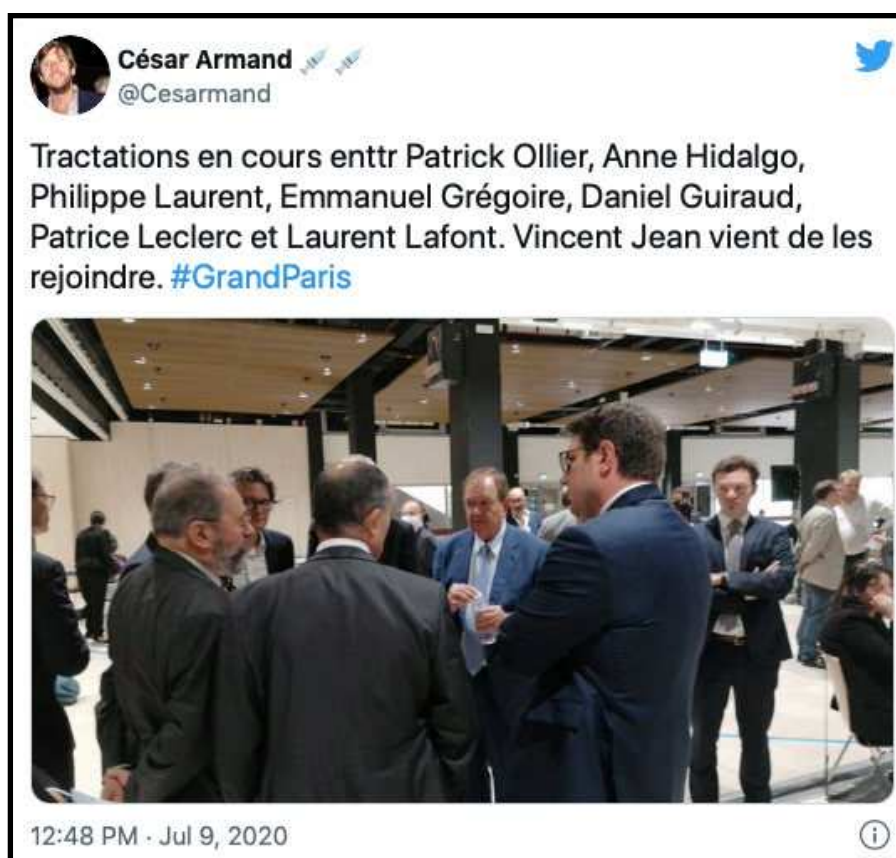 César Armand
@Cesarmand
Tractations en cours enttr Patrick Ollier, Anne Hidalgo,
Philippe Laurent, Emmanuel Grégoire, Daniel Guiraud,
Patrice Leclerc et Laurent Lafont. Vincent Jean vient de les
rejoindre. #GrandParis
12:48 PM · Jul 9, 2020